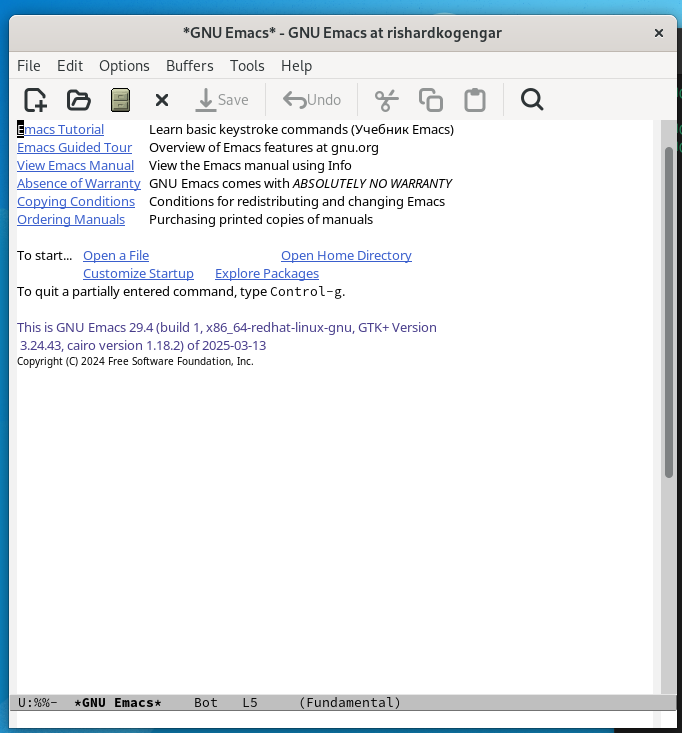 *GNU Emacs* - GNU Emacs at rishardkogengar
File Edit Options Buffers Tools Help
Save Undo
Emacs Tutorial Learn basic keystroke commands (Учебник Emacs)
Emacs Guided Tour Overview of Emacs features at gnu.org
View Emacs Manual View the Emacs manual using Info
Absence of Warranty GNU Emacs comes with ABSOLUTELY NO WARRANTY
Copying Conditions Conditions for redistributing and changing Emacs
Ordering Manuals Purchasing printed copies of manuals
To start... Open a File Open Home Directory
Customize Startup Explore Packages
To quit a partially entered command, type Control-g.
This is GNU Emacs 29.4 (build 1, x86_64-redhat-linux-gnu, GTK+ Version
3.24.43, cairo version 1.18.2) of 2025-03-13
Copyright (C) 2024 Free Software Foundation, Inc.
U:%%- *GNU Emacs* Bot L5 (Fundamental)